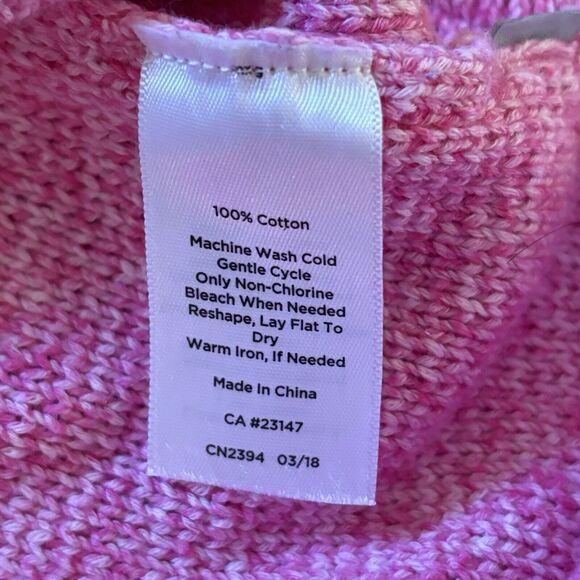 100% Cotton
Machine Wash Cold
Gentle Cycle
Only Non-Chlorine
Bleach When Needed
Reshape, Lay Flat To
Dry
Warm Iron, If Needed
Made In China
CA #23147
CN2394 03/18